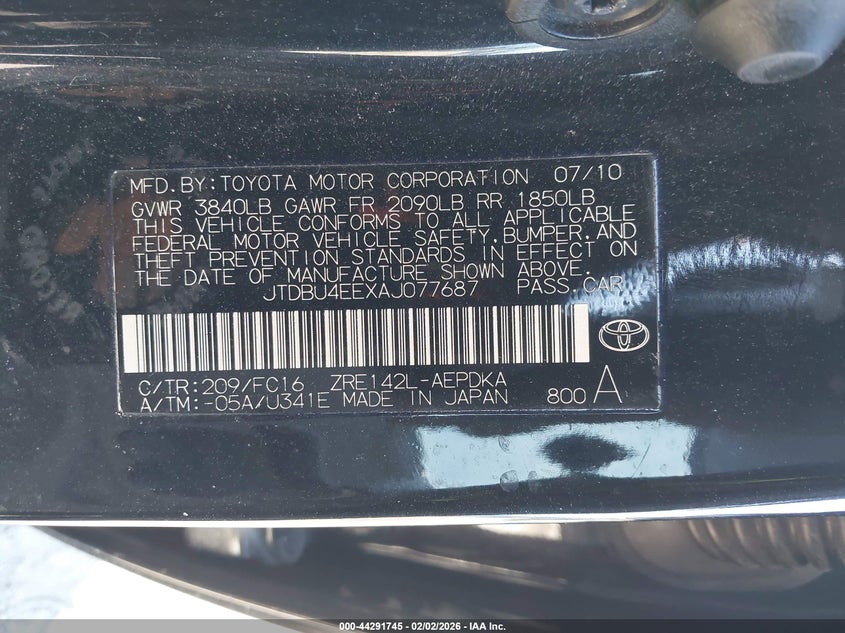 MFD.BY:TOYOTA MOTOR CORPORATION 07/10
GVWR 3840LB GAWR FR 2090LB RR 1850LB
THIS VEHICLE CONFORMS TO ALL APPLICABLE
FEDERAL MOTOR VEHICLE SAFETY,BUMPER,AND
THEFT PREVENTION STANDARDS IN EFFECT ON
THE DATE OF MANUFACTURE SHOWN ABOVE.
JTDBU4EEXAJ077687 PASS.CAR
C/TR:209/FC16 ZRE142L-AEPDKA
A/TM:-05A/U341E MADE IN JAPAN 800 A
000-44291745 - 02/02/2026 - IAA Inc.